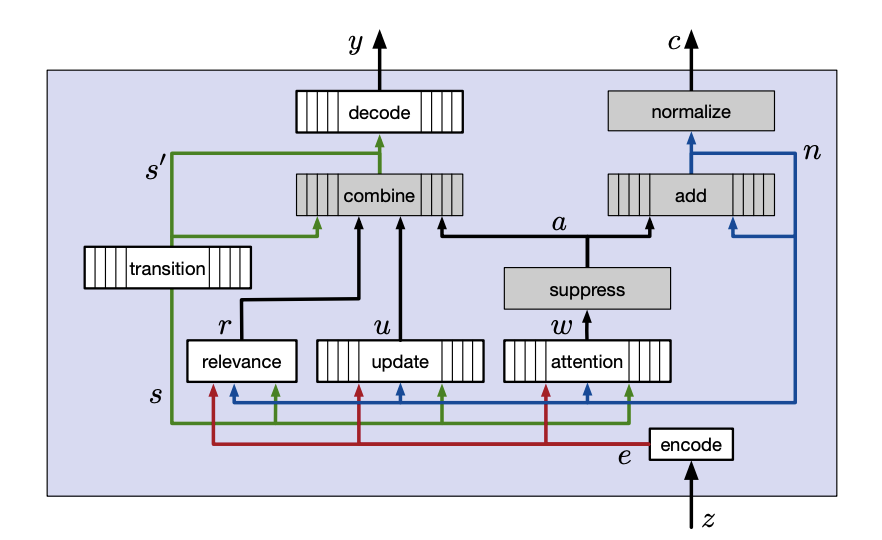 y c
decode normalize
s′ n
combine add
a
transition
suppress
r u w
relevance update attention
s
encode
e
z